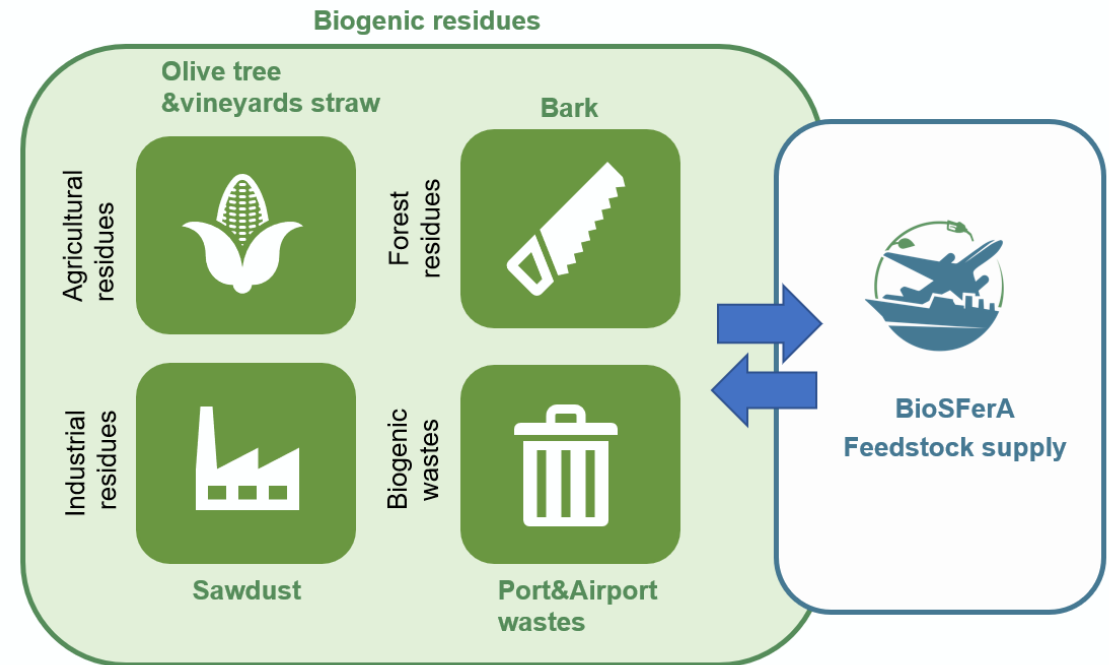 Biogenic residues
Olive tree
&vineyards straw
Bark
Agricultural
residues
Forest
residues
Industrial
residues
Biogenic
wastes
Sawdust
Port&Airport
wastes
BioSFerA
Feedstock supply